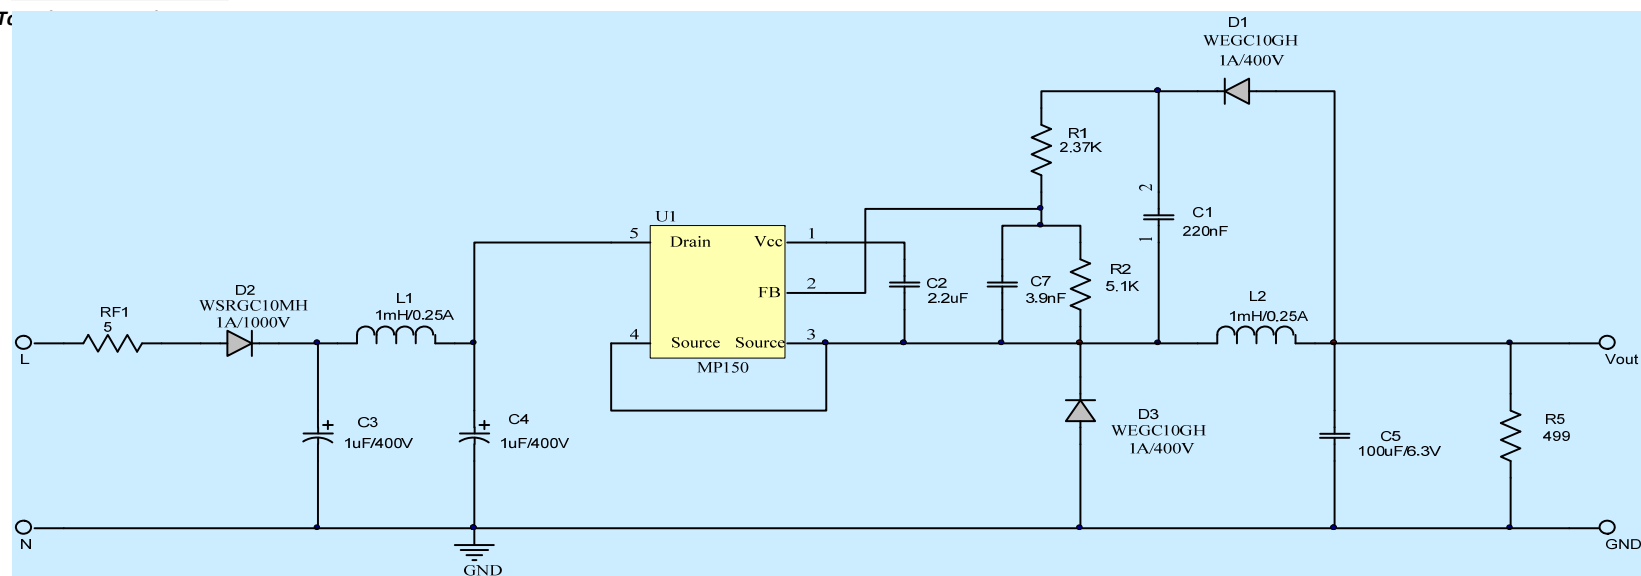 D1
WEGC10GH
1A/400V
R1
2.37K
2
C1
220nF
1
U1
5
Drain
Vcc
1
FB
2
C2
2.2uF
C7
3.9nF
R2
5.1K
D2
WSRGC10MH
1A/1000V
RF1
5
L1
1mH/0.25A
L2
1mH/0.25A
4
Source
Source
3
MP150
L
Vout
C3
1uF/400V
C4
1uF/400V
D3
WEGC10GH
1A/400V
C5
100uF/6.3V
R5
499
N
GND
GND